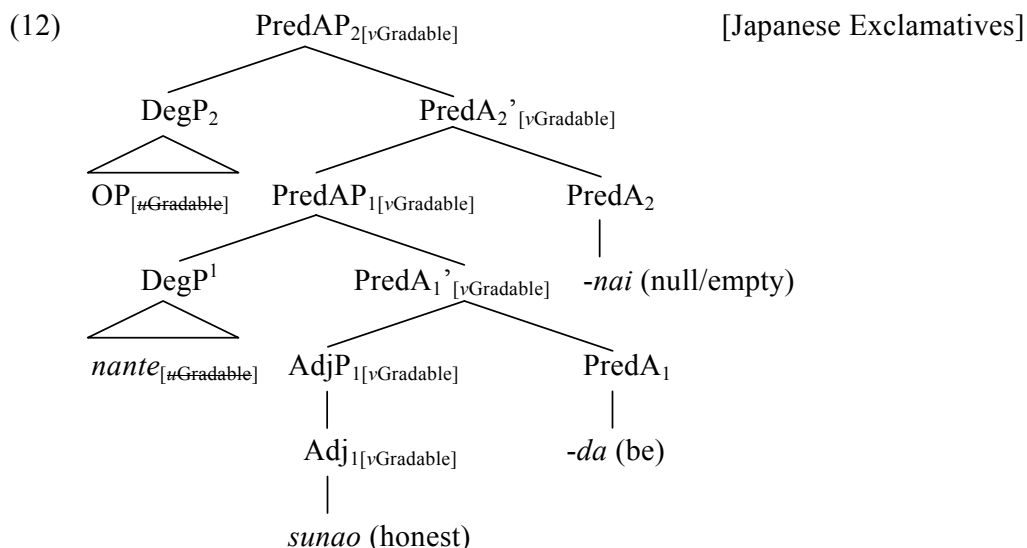 (12) PredAP₂[vGradable] [Japanese Exclamatives]
DegP₂ PredA₂’[vGradable]
OP[uGradable] PredAP₁[vGradable] PredA₂
DegP¹ PredA₁’[vGradable] -nai (null/empty)
nante[uGradable] AdjP₁[vGradable] PredA₁
Adj₁[vGradable] -da (be)
sunao (honest)